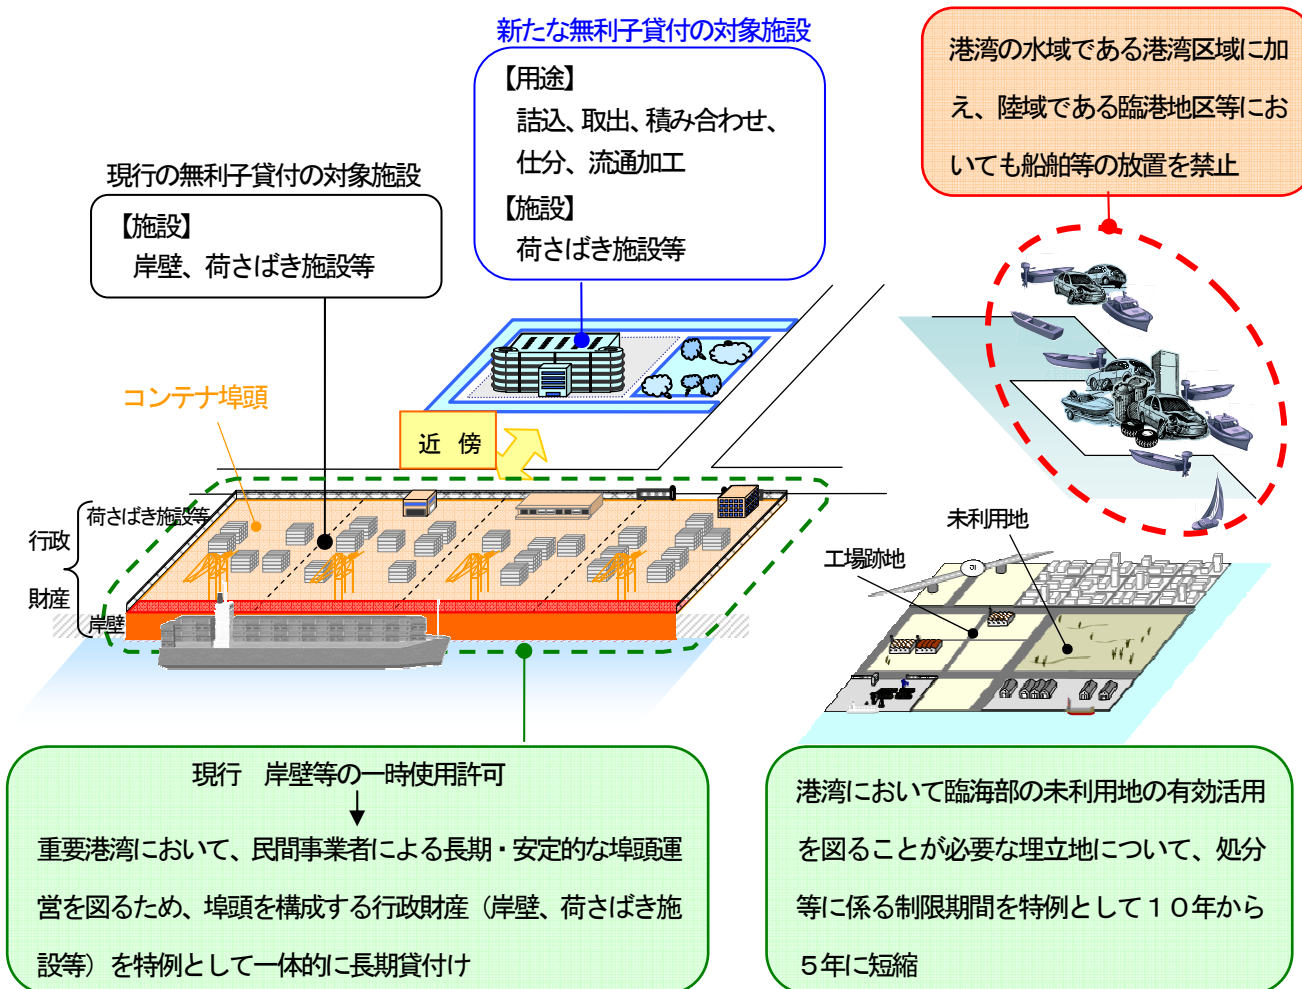 新たな無利子貸付の対象施設
【用途】
詰込、取出、積み合わせ、
仕分、流通加工
【施設】
荷さばき施設等
港湾の水域である港湾区域に加
え、陸域である臨港地区等にお
いても船舶等の放置を禁止
現行の無利子貸付の対象施設
【施設】
岸壁、荷さばき施設等
コンテナ埠頭
近 傍
荷さばき施設等
行政
財産
岸壁
未利用地
工場跡地
現行 岸壁等の一時使用許可
重要港湾において、民間事業者による長期・安定的な埠頭運
営を図るため、埠頭を構成する行政財産（岸壁、荷さばき施
設等）を特例として一体的に長期貸付け
港湾において臨海部の未利用地の有効活用
を図ることが必要な埋立地について、処分
等に係る制限期間を特例として１０年から
５年に短縮